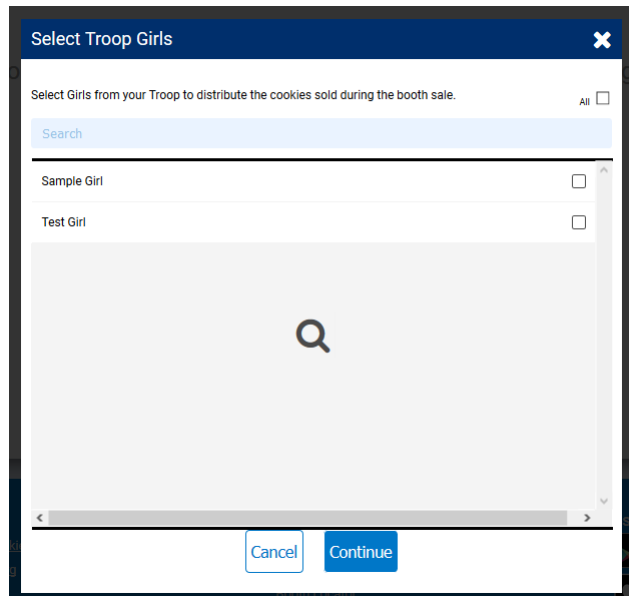 Select Troop Girls
Select Girls from your Troop to distribute the cookies sold during the booth sale.
All
Search
Sample Girl
Test Girl
Cancel
Continue